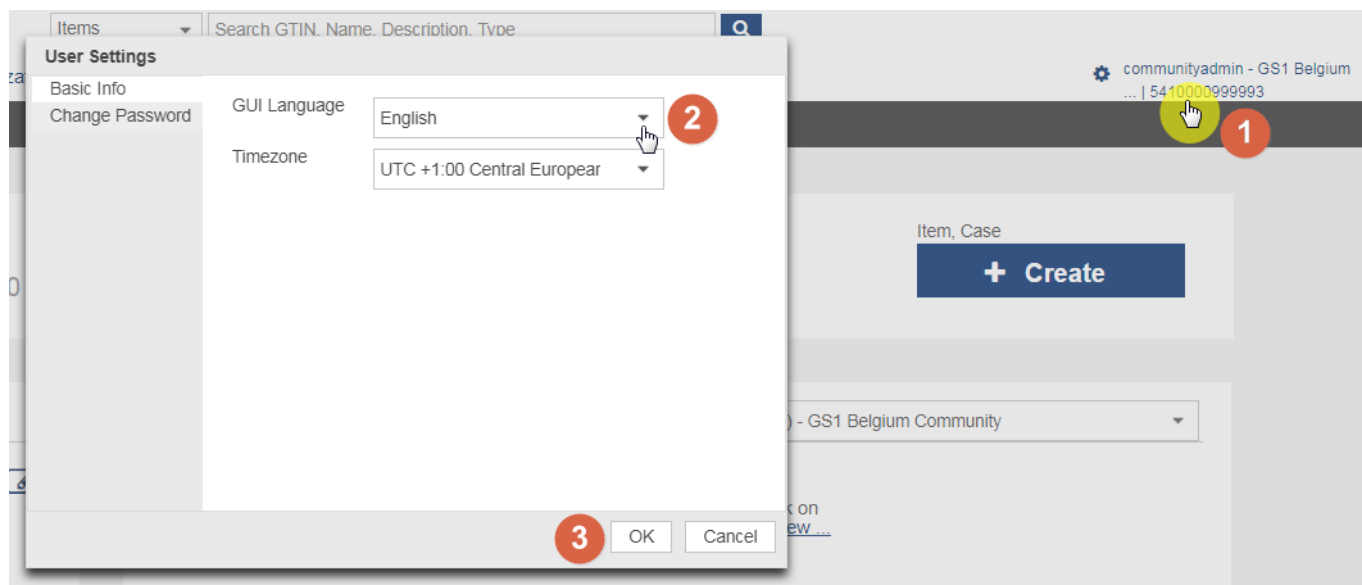 Items
Search GTIN, Name, Description, Type
User Settings
communityadmin - GS1 Belgium
... | 5410000999993
Basic Info
Change Password
GUI Language
English
2
1
Timezone
UTC +1:00 Central Europear
Item, Case
+ Create
0
) - GS1 Belgium Community
on
ew ...
3
OK
Cancel